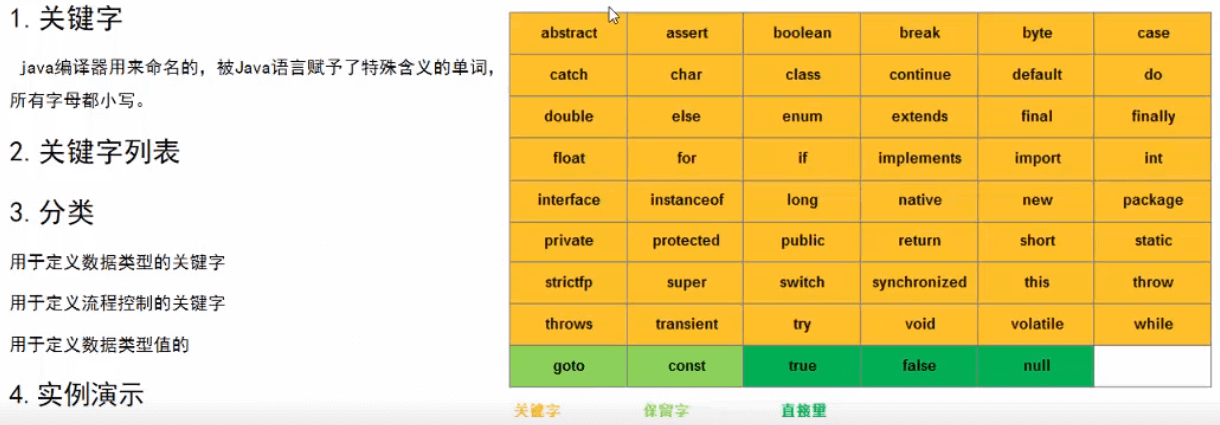 1. 关键字
java编译器用来命名的，被Java语言赋予了特殊含义的单词，
所有字母都小写。
2. 关键字列表
3. 分类
用于定义数据类型的关键字
用于定义流程控制的关键字
用于定义数据类型值的
4. 实例演示
abstract assert boolean break byte case
catch char class continue default do
double else enum extends final finally
float for if implements import int
interface instanceof long native new package
private protected public return short static
strictfp super switch synchronized this throw
throws transient try void volatile while
goto const true false null
关键字 保留字 直接量